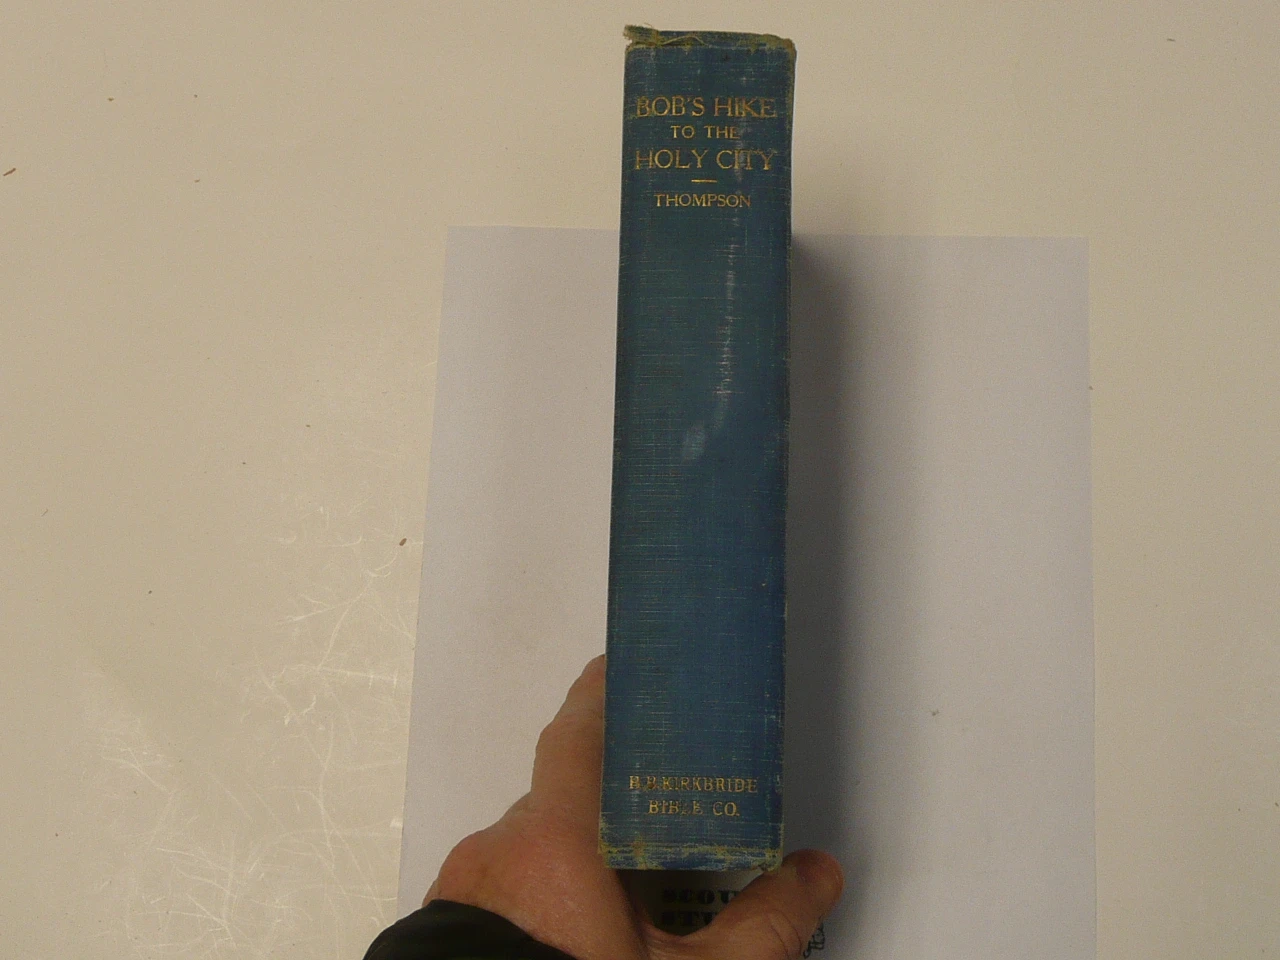 BOB'S HIKE
TO THE
HOLY CITY
THOMPSON
B.B. KIRKBRIDE
BIBLE CO.